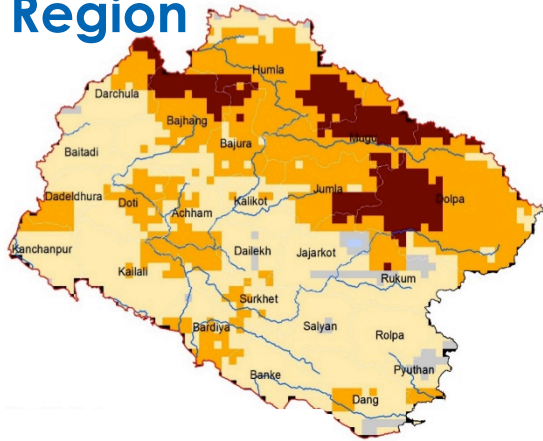 Region
Humla
Darchula
Bajhang
Mugu
Bajura
Baitadi
Jumla
Dadeldhura
Doti
Kalikot
Dolpa
Achham
Kanchanpur
Dailekh
Jajarkot
Kailali
Rukum
Surkhet
Bardiya
Salyan
Rolpa
Pyuthan
Banke
Dang